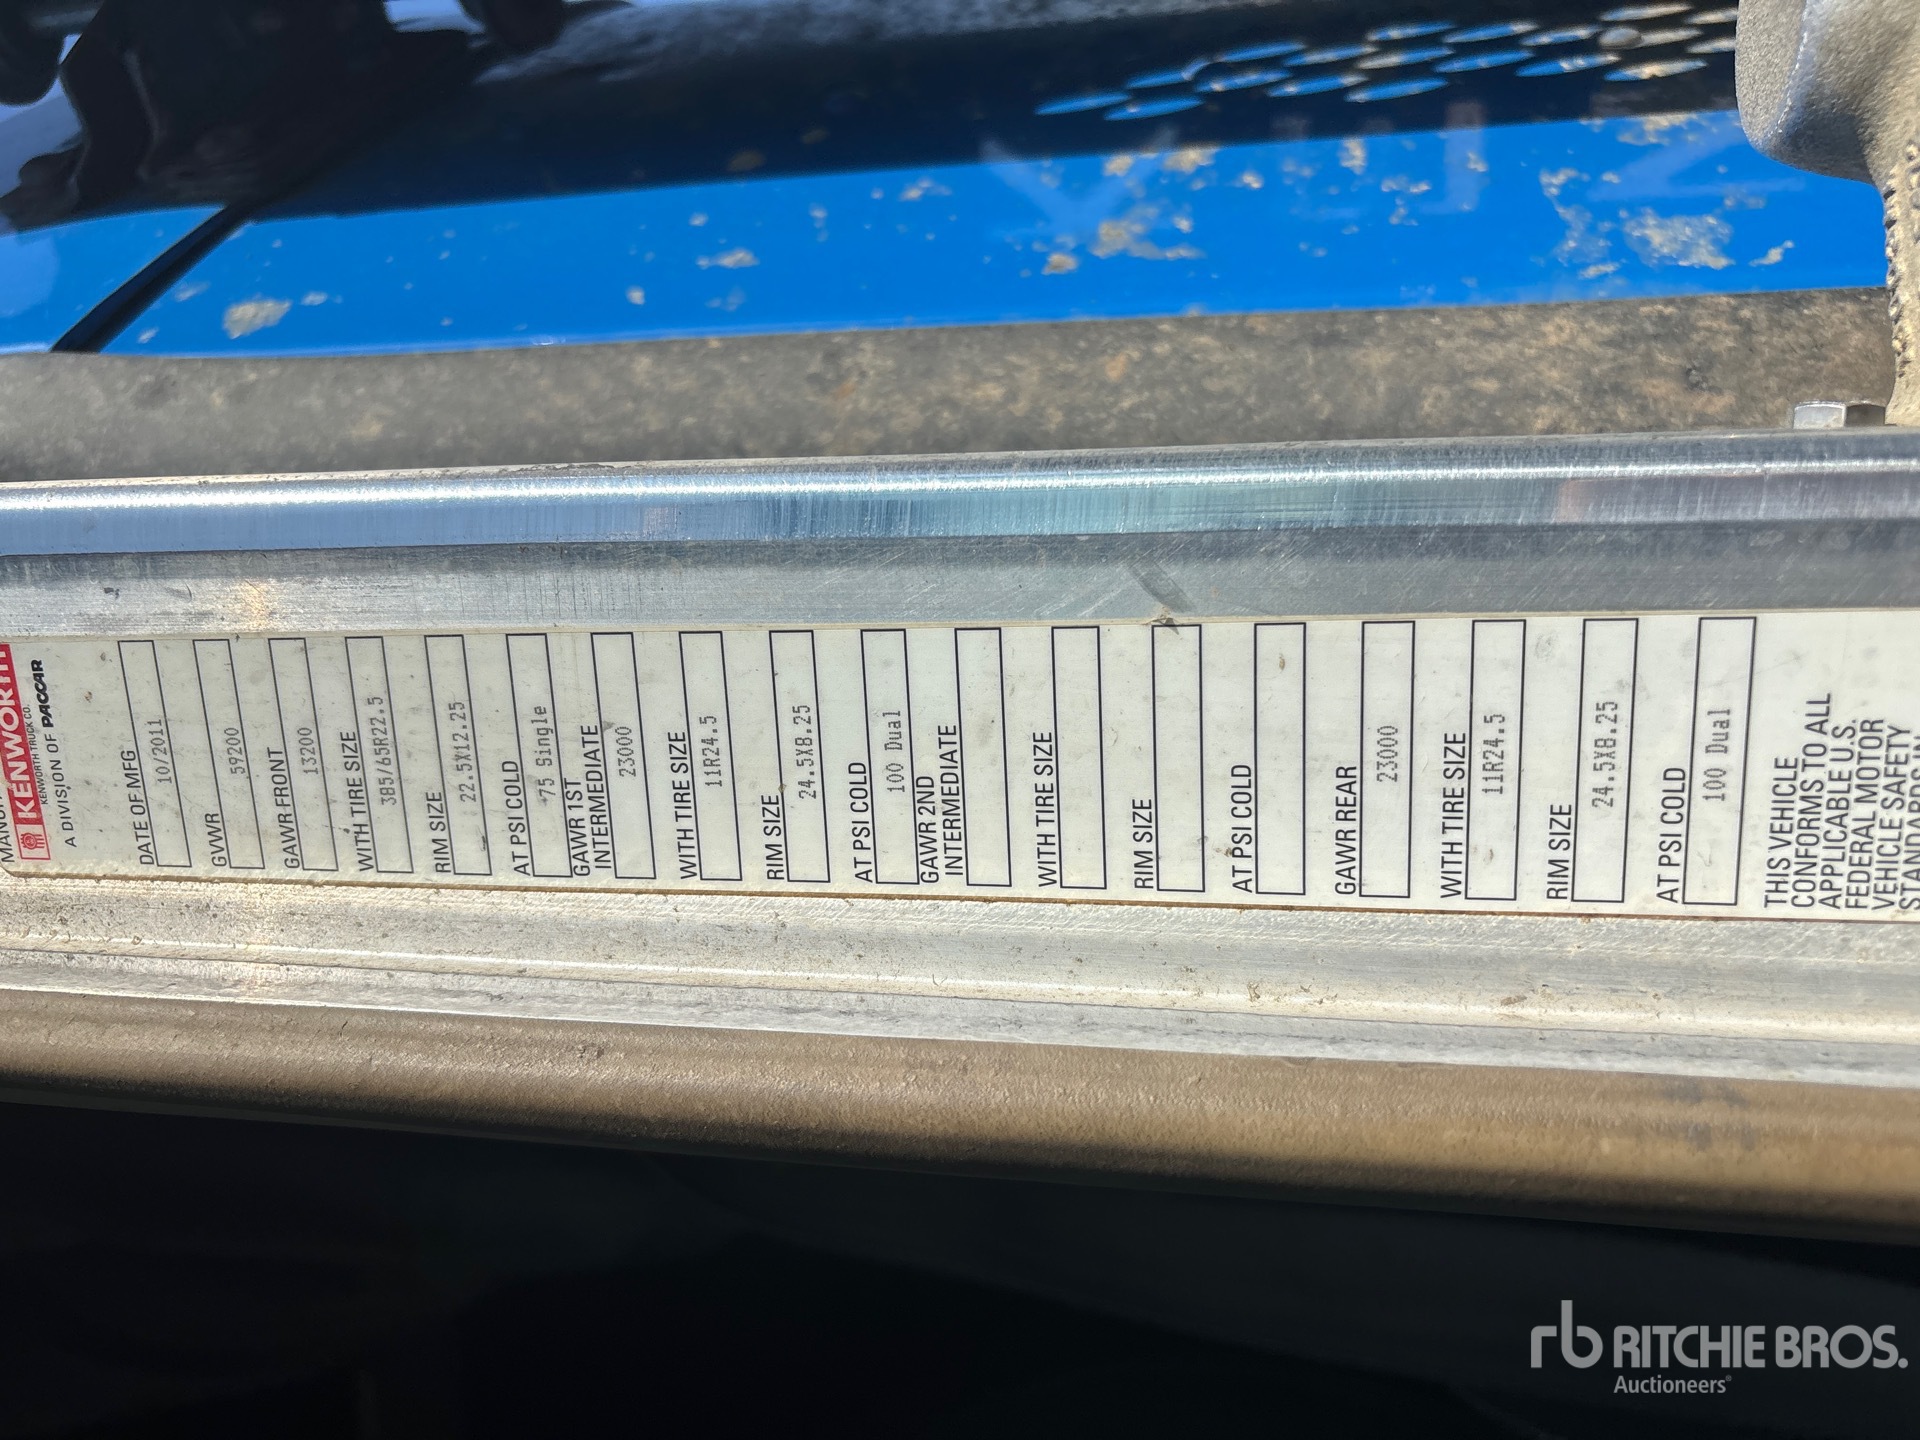 KENWORTH
KENWORTH TRUCK CO.
A DIVISION OF PACCAR
DATE OF MFG
10/2011
GVWR
59200
GAWR FRONT
13200
WITH TIRE SIZE
385/65R22.5
RIM SIZE
22.5X12.25
AT PSI COLD
75 Single
GAWR 1ST
INTERMEDIATE
23000
WITH TIRE SIZE
11R24.5
RIM SIZE
24.5X8.25
AT PSI COLD
100 Dual
GAWR 2ND
INTERMEDIATE
WITH TIRE SIZE
RIM SIZE
AT PSI COLD
GAWR REAR
23000
WITH TIRE SIZE
11R24.5
RIM SIZE
24.5X8.25
AT PSI COLD
100 Dual
THIS VEHICLE
CONFORMS TO ALL
APPLICABLE U.S.
FEDERAL MOTOR
VEHICLE SAFETY
STANDARDS IN
rb RITCHIE BROS.
Auctioneers